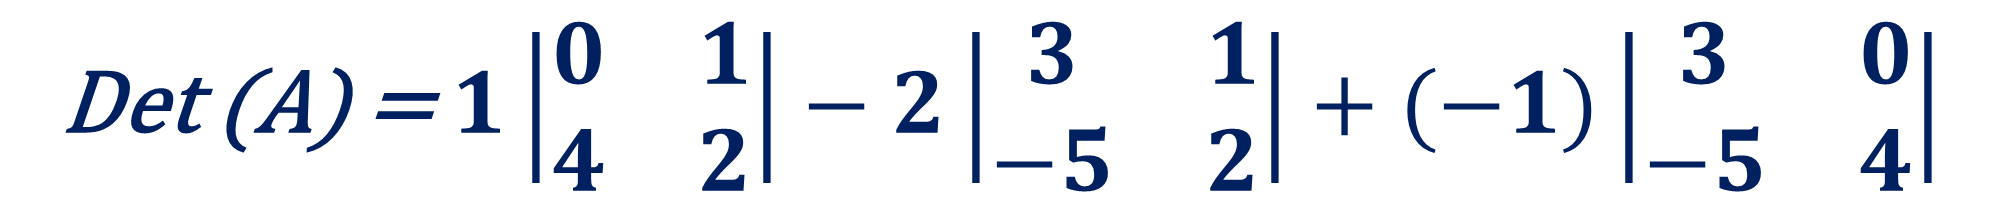 Det (A) = 1 |0 1; 4 2| − 2 |3 1; −5 2| + (−1) |3 0; −5 4|